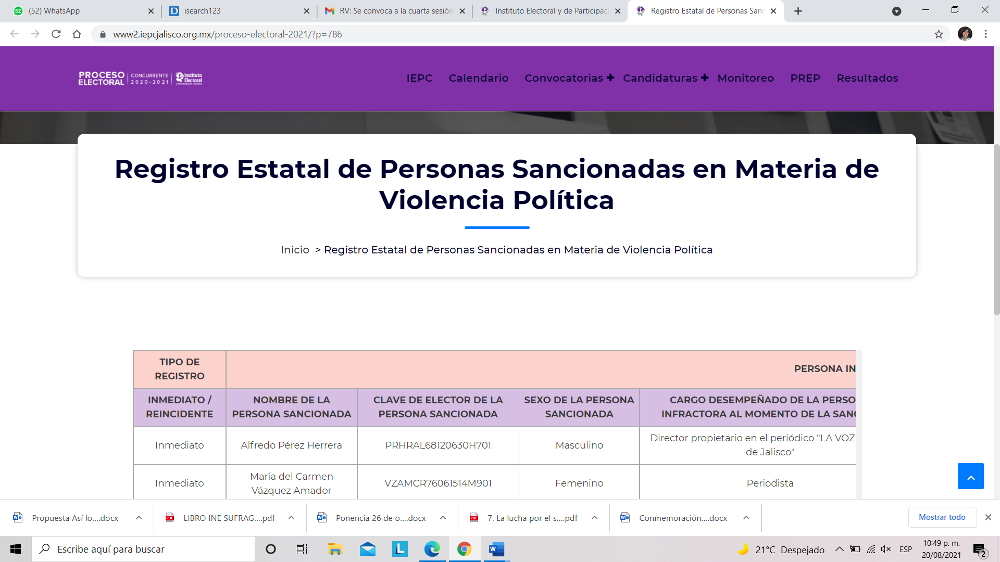 (52) WhatsApp
isearch123
RV: Se convoca a la cuarta sesión
Instituto Electoral y de Participaci
Registro Estatal de Personas Sanc
www2.iepcjalisco.org.mx/proceso-electoral-2021/?p=786
PROCESO ELECTORAL
CONCURRENTE 2020-2021
Instituto Electoral
y de Participación Ciudadana
IEPC Calendario Convocatorias + Candidaturas + Monitoreo PREP Resultados
Registro Estatal de Personas Sancionadas en Materia de
Violencia Política
Inicio > Registro Estatal de Personas Sancionadas en Materia de Violencia Política
TIPO DE
REGISTRO
PERSONA IN
INMEDIATO /
REINCIDENTE
NOMBRE DE LA
PERSONA SANCIONADA
CLAVE DE ELECTOR DE LA
PERSONA SANCIONADA
SEXO DE LA PERSONA
SANCIONADA
CARGO DESEMPEÑADO DE LA PERSO
INFRACTORA AL MOMENTO DE LA SAN
Inmediato
Alfredo Pérez Herrera
PRHRAL68120630H701
Masculino
Director propietario en el periódico "LA VOZ
de Jalisco"
Inmediato
María del Carmen
Vázquez Amador
VZAMCR76061514M901
Femenino
Periodista
Propuesta Así lo....docx
LIBRO INE SUFRAG....pdf
Ponencia 26 de o....docx
7. La lucha por el s....pdf
Conmemoración....docx
Mostrar todo
Escribe aquí para buscar
21°C Despejado
ESP
10:49 p. m.
20/08/2021
2